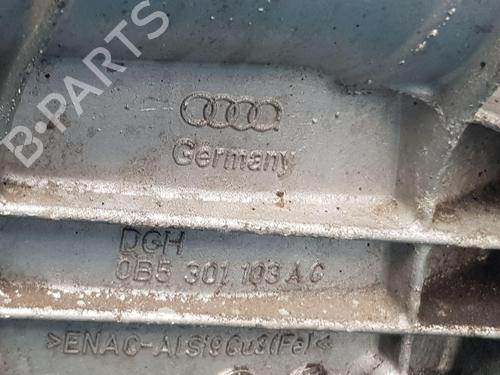 B-PARTS
Germany
DGH
0B5 301 103 AC
>ENAC-AlSi9Cu3(Fe)<